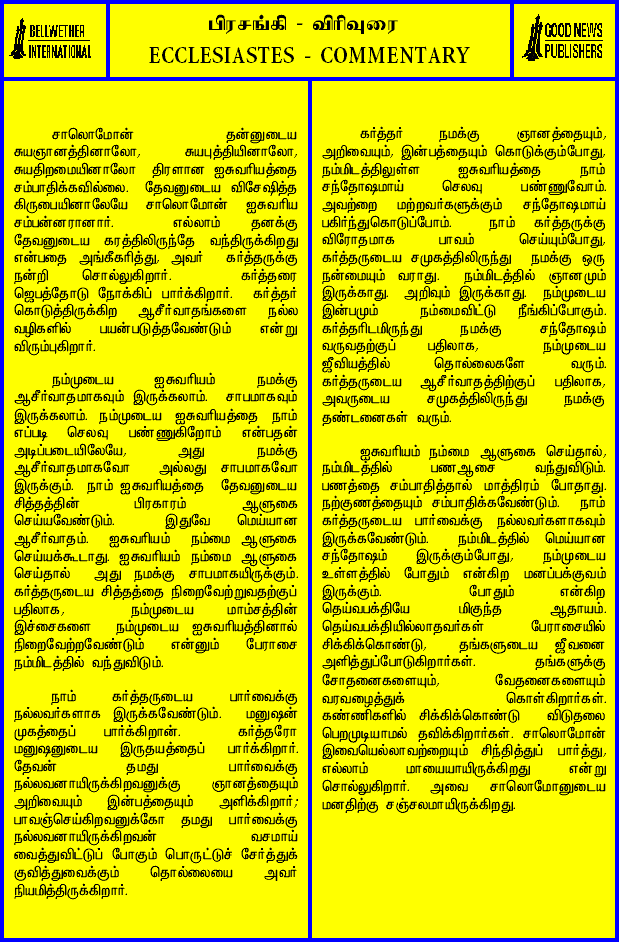 BELLWETHER
INTERNATIONAL
பிரசங்கி - விரிவுரை
ECCLESIASTES - COMMENTARY
GOOD NEWS
PUBLISHERS
சாலொமோன் தன்னுடைய
சுயஞானத்தினாலோ, சுயபுத்தியினாலோ,
சுயதிறமையினாலோ திரளான ஐசுவரியத்தை
சம்பாதிக்கவில்லை. தேவனுடைய விசேஷித்த
கிருபையினாலேயே சாலொமோன் ஐசுவரிய
சம்பன்னரானார். எல்லாம் தனக்கு
தேவனுடைய கரத்திலிருந்தே வந்திருக்கிறது
என்பதை அங்கீகரித்து, அவர் கர்த்தருக்கு
நன்றி சொல்லுகிறார். கர்த்தரை
ஜெபத்தோடு நோக்கிப் பார்க்கிறார். கர்த்தர்
கொடுத்திருக்கிற ஆசீர்வாதங்களை நல்ல
வழிகளில் பயன்படுத்தவேண்டும் என்று
விரும்புகிறார்.
நம்முடைய ஐசுவரியம் நமக்கு
ஆசீர்வாதமாகவும் இருக்கலாம். சாபமாகவும்
இருக்கலாம். நம்முடைய ஐசுவரியத்தை நாம்
எப்படி செலவு பண்ணுகிறோம் என்பதன்
அடிப்படையிலேயே, அது நமக்கு
ஆசீர்வாதமாகவோ அல்லது சாபமாகவோ
இருக்கும். நாம் ஐசுவரியத்தை தேவனுடைய
சித்தத்தின் பிரகாரம் ஆளுகை
செய்யவேண்டும். இதுவே மெய்யான
ஆசீர்வாதம். ஐசுவரியம் நம்மை ஆளுகை
செய்யக்கூடாது. ஐசுவரியம் நம்மை ஆளுகை
செய்தால் அது நமக்கு சாபமாகயிருக்கும்.
கர்த்தருடைய சித்தத்தை நிறைவேற்றுவதற்குப்
பதிலாக, நம்முடைய மாம்சத்தின்
இச்சைகளை நம்முடைய ஐசுவரியத்தினால்
நிறைவேற்றவேண்டும் என்னும் பேராசை
நம்மிடத்தில் வந்துவிடும்.
நாம் கர்த்தருடைய பார்வைக்கு
நல்லவர்களாக இருக்கவேண்டும். மனுஷன்
முகத்தைப் பார்க்கிறான். கர்த்தரோ
மனுஷனுடைய இருதயத்தைப் பார்க்கிறார்.
தேவன் தமது பார்வைக்கு
நல்லவனாயிருக்கிறவனுக்கு ஞானத்தையும்
அறிவையும் இன்பத்தையும் அளிக்கிறார்;
பாவஞ்செய்கிறவனுக்கோ தமது பார்வைக்கு
நல்லவனாயிருக்கிறவன் வசமாய்
வைத்துவிட்டுப் போகும் பொருட்டுச் சேர்த்துக்
குவித்துவைக்கும் தொல்லையை அவர்
நியமித்திருக்கிறார்.
கர்த்தர் நமக்கு ஞானத்தையும்,
அறிவையும், இன்பத்தையும் கொடுக்கும்போது,
நம்மிடத்திலுள்ள ஐசுவரியத்தை நாம்
சந்தோஷமாய் செலவு பண்ணுவோம்.
அவற்றை மற்றவர்களுக்கும் சந்தோஷமாய்
பகிர்ந்துகொடுப்போம். நாம் கர்த்தருக்கு
விரோதமாக பாவம் செய்யும்போது,
கர்த்தருடைய சமுகத்திலிருந்து நமக்கு ஒரு
நன்மையும் வராது. நம்மிடத்தில் ஞானமும்
இருக்காது. அறிவும் இருக்காது. நம்முடைய
இன்பமும் நம்மைவிட்டு நீங்கிப்போகும்.
கர்த்தரிடமிருந்து நமக்கு சந்தோஷம்
வருவதற்குப் பதிலாக, நம்முடைய
ஜீவியத்தில் தொல்லைகளே வரும்.
கர்த்தருடைய ஆசீர்வாதத்திற்குப் பதிலாக,
அவருடைய சமுகத்திலிருந்து நமக்கு
தண்டனைகள் வரும்.
ஐசுவரியம் நம்மை ஆளுகை செய்தால்,
நம்மிடத்தில் பணஆசை வந்துவிடும்.
பணத்தை சம்பாதித்தால் மாத்திரம் போதாது.
நற்குணத்தையும் சம்பாதிக்கவேண்டும். நாம்
கர்த்தருடைய பார்வைக்கு நல்லவர்களாகவும்
இருக்கவேண்டும். நம்மிடத்தில் மெய்யான
சந்தோஷம் இருக்கும்போது, நம்முடைய
உள்ளத்தில் போதும் என்கிற மனப்பக்குவம்
இருக்கும். போதும் என்கிற
தெய்வபக்தியே மிகுந்த ஆதாயம்.
தெய்வபக்தியில்லாதவர்கள் பேராசையில்
சிக்கிக்கொண்டு, தங்களுடைய ஜீவனை
அளித்துப்போடுகிறார்கள். தங்களுக்கு
சோதனைகளையும், வேதனைகளையும்
வரவழைத்துக் கொள்கிறார்கள்.
கண்ணிகளில் சிக்கிக்கொண்டு விடுதலை
பெறமுடியாமல் தவிக்கிறார்கள். சாலொமோன்
இவையெல்லாவற்றையும் சிந்தித்துப் பார்த்து,
எல்லாம் மாயையாயிருக்கிறது என்று
சொல்லுகிறார். அவை சாலொமோனுடைய
மனதிற்கு சஞ்சலமாயிருக்கிறது.